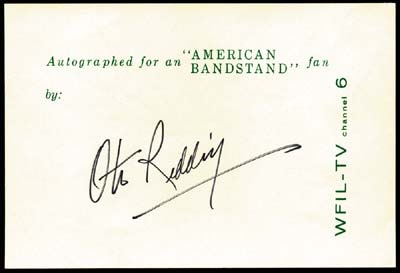 Autographed for an "AMERICAN
BANDSTAND" fan
by:
Otis Redding
WFIL-TV channel 6